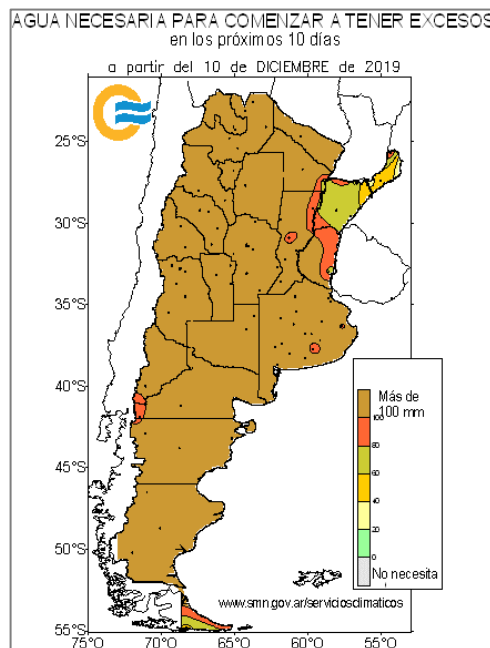 AGUA NECESARIA PARA COMENZAR A TENER EXCESOS
en los próximos 10 días
a partir del 10 de DICIEMBRE de 2019
25°S
30°S
35°S
40°S
45°S
50°S
55°S
75°O 70°O 65°O 60°O 55°O
Más de
100 mm
100
80
60
40
20
0
No necesita
www.smn.gov.ar/serviciosclimaticos